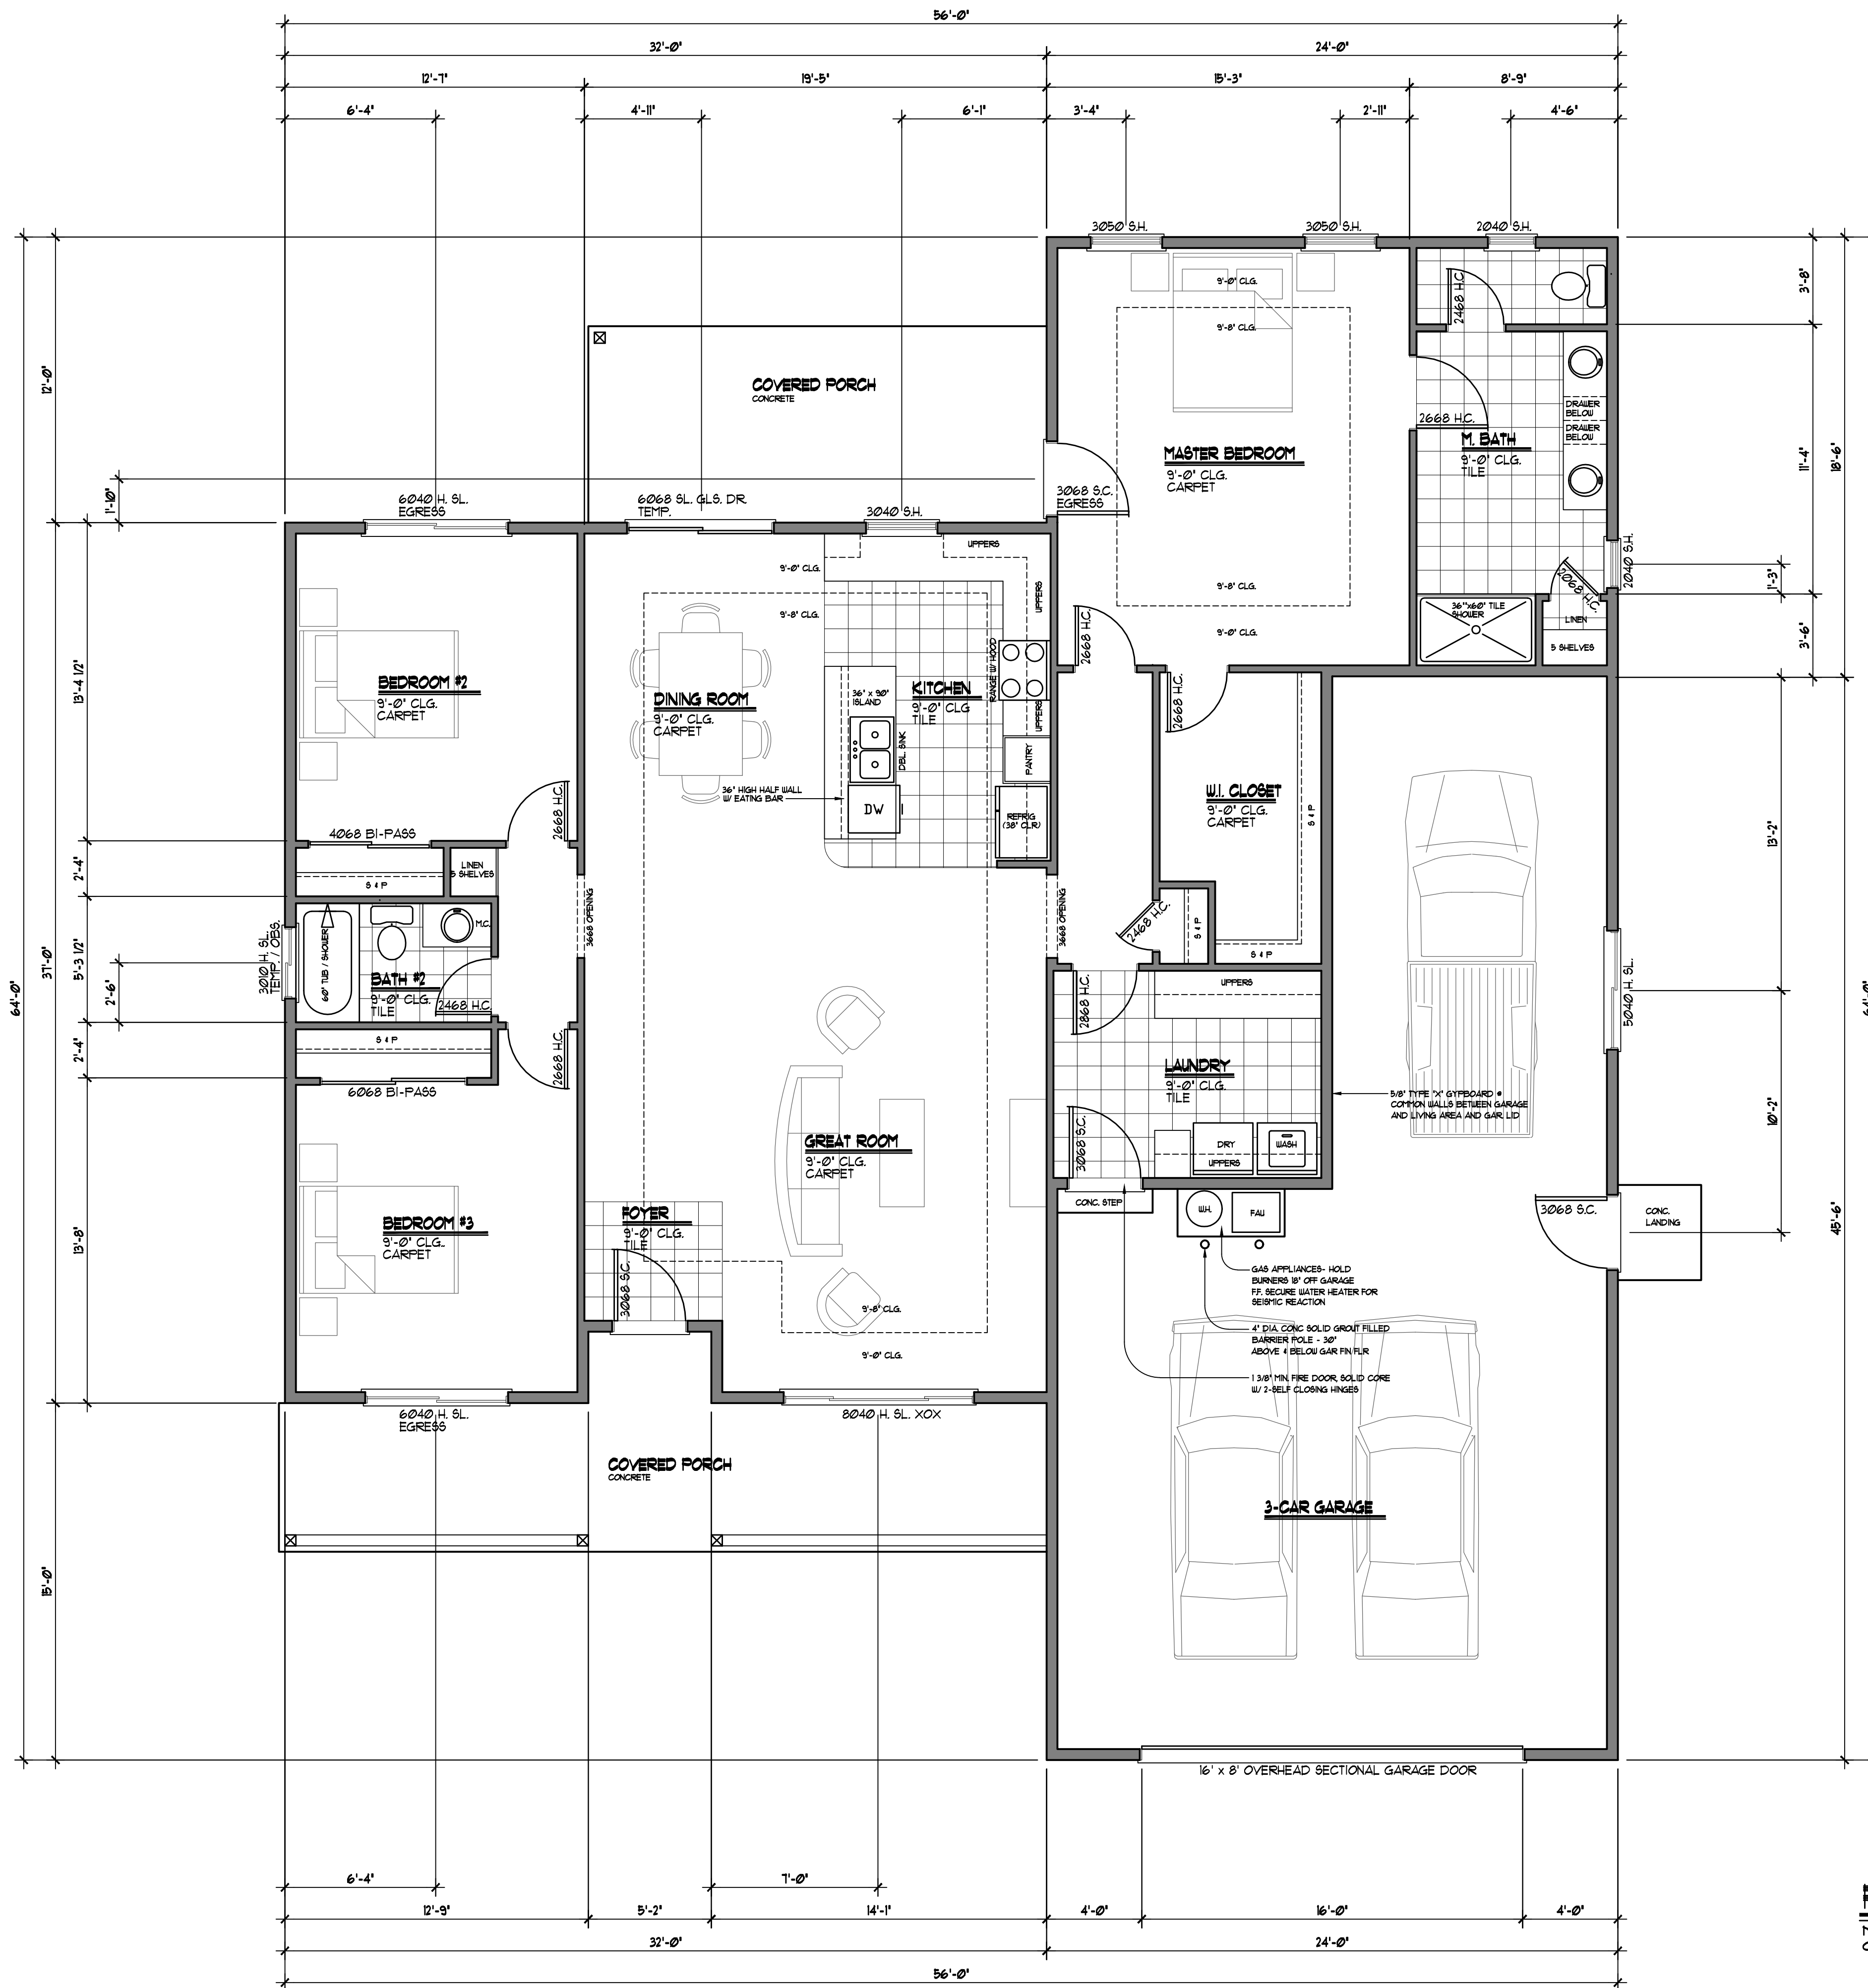 56'-0"
32'-0" 24'-0"
12'-7" 19'-5" 15'-3" 8'-9"
6'-4" 4'-11" 6'-1" 3'-4" 2'-11" 4'-6"
3050 S.H. 3050 S.H. 2040 S.H.
9'-0" CLG.
9'-8" CLG.
2468 H.C.
3'-8"
12'-0"
COVERED PORCH
CONCRETE
MASTER BEDROOM
9'-0" CLG.
CARPET
2668 H.C.
M. BATH
9'-0" CLG.
TILE
DRAWER
BELOW
DRAWER
BELOW
11'-4"
18'-6"
1'-10"
6040 H. SL.
EGRESS
6068 SL. GLS. DR.
TEMP.
3040 S.H.
3068 S.C.
EGRESS
UPPERS
9'-0" CLG.
9'-8" CLG.
UPPERS
9'-8" CLG.
9'-0" CLG.
2040 S.H.
1'-3"
2068 H.C.
36"x60" TILE
SHOWER
LINEN
5 SHELVES
3'-6"
13'-4 1/2"
BEDROOM #2
9'-0" CLG.
CARPET
DINING ROOM
9'-0" CLG.
CARPET
36" x 90"
ISLAND
KITCHEN
9'-0" CLG
TILE
RANGE W/ HOOD
UPPERS
DBL. SINK
PANTRY
DW
REFRIG
(38" CLR)
36" HIGH HALF WALL
W/ EATING BAR
2668 H.C.
2668 H.C.
W.I. CLOSET
9'-0" CLG.
CARPET
S & P
S & P
S & P
2468 H.C.
13'-2"
4068 BI-PASS
2668 H.C.
LINEN
5 SHELVES
S & P
2'-4"
3668 OPENING
3668 OPENING
64'-0"
37'-0"
5'-3 1/2"
2'-6"
3010 H. SL.
TEMP. / OBS.
60" TUB / SHOWER
M.C.
BATH #2
9'-0" CLG.
TILE
2468 H.C.
5040 H. SL.
64'-0"
2'-4"
S & P
6068 BI-PASS
2668 H.C.
UPPERS
2868 H.C.
LAUNDRY
9'-0" CLG.
TILE
3068 S.C.
DRY
UPPERS
WASH
5/8" TYPE "X" GYPBOARD @
COMMON WALLS BETWEEN GARAGE
AND LIVING AREA AND GAR. LID
10'-2"
45'-6"
GREAT ROOM
9'-0" CLG.
CARPET
13'-8"
BEDROOM #3
9'-0" CLG..
CARPET
FOYER
9'-0" CLG.
TILE
3068 S.C.
9'-8" CLG.
9'-0" CLG.
CONC. STEP
W.H.
FAU
3068 S.C.
CONC.
LANDING
GAS APPLIANCES- HOLD
BURNERS 18" OFF GARAGE
F.F. SECURE WATER HEATER FOR
SEISMIC REACTION
4" DIA. CONC SOLID GROUT FILLED
BARRIER POLE - 30"
ABOVE & BELOW GAR FIN FLR
1 3/8" MIN. FIRE DOOR, SOLID CORE
W/ 2-SELF CLOSING HINGES
6040 H. SL.
EGRESS
8040 H. SL. XOX
COVERED PORCH
CONCRETE
3-CAR GARAGE
15'-0"
16' x 8' OVERHEAD SECTIONAL GARAGE DOOR
6'-4" 7'-0"
12'-9" 5'-2" 14'-1" 4'-0" 16'-0" 4'-0"
32'-0" 24'-0"
56'-0"